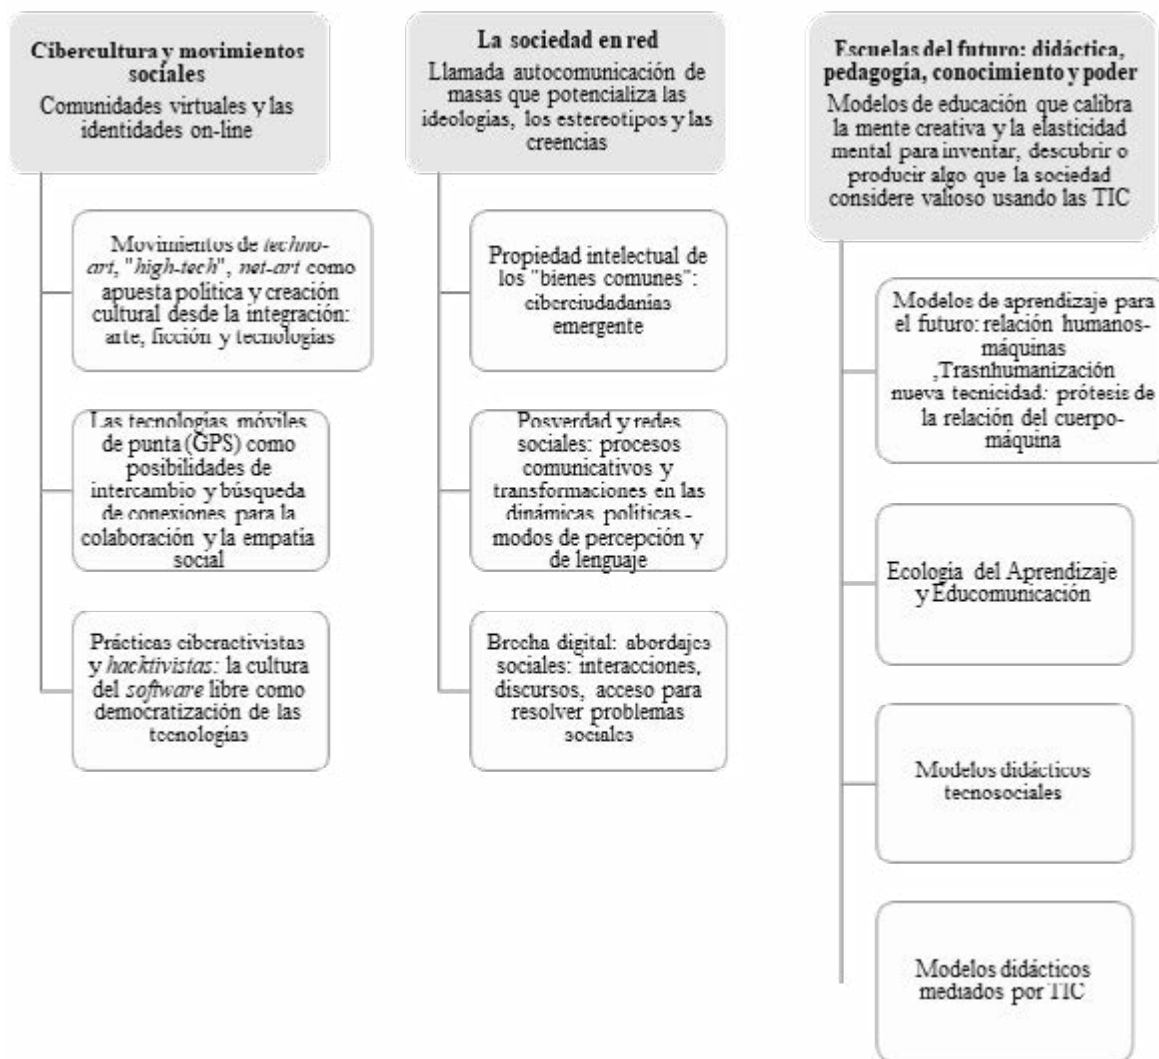 Cibercultura y movimientos
sociales
Comunidades virtuales y las
identidades on-line
Movimientos de techno-
art, "high-tech", net-art como
apuesta política y creación
cultural desde la integración:
arte, ficción y tecnologías
Las tecnologías móviles
de punta (GPS) como
posibilidades de
intercambio y búsqueda
de conexiones para la
colaboración y la empatía
social
Prácticas ciberactivistas
y hacktivistas: la cultura
del software libre como
democratización de las
tecnologías
La sociedad en red
Llamada autocomunicación de
masas que potencializa las
ideologías, los estereotipos y las
creencias
Propiedad intelectual de
los "bienes comunes":
ciberciudadanías
emergente
Posverdad y redes
sociales: procesos
comunicativos y
transformaciones en las
dinámicas políticas -
modos de percepción y
de lenguaje
Brecha digital: abordajes
sociales: interacciones,
discursos, acceso para
resolver problemas
sociales
Escuelas del futuro: didáctica,
pedagogía, conocimiento y poder
Modelos de educación que calibra
la mente creativa y la elasticidad
mental para inventar, descubrir o
producir algo que la sociedad
considere valioso usando las TIC
Modelos de aprendizaje para
el futuro: relación humanos-
máquinas
,Trasnhumanización
nueva tecnicidad: prótesis de
la relación del cuerpo-
máquina
Ecología del Aprendizaje
y Educomunicación
Modelos didácticos
tecnosociales
Modelos didácticos
mediados por TIC